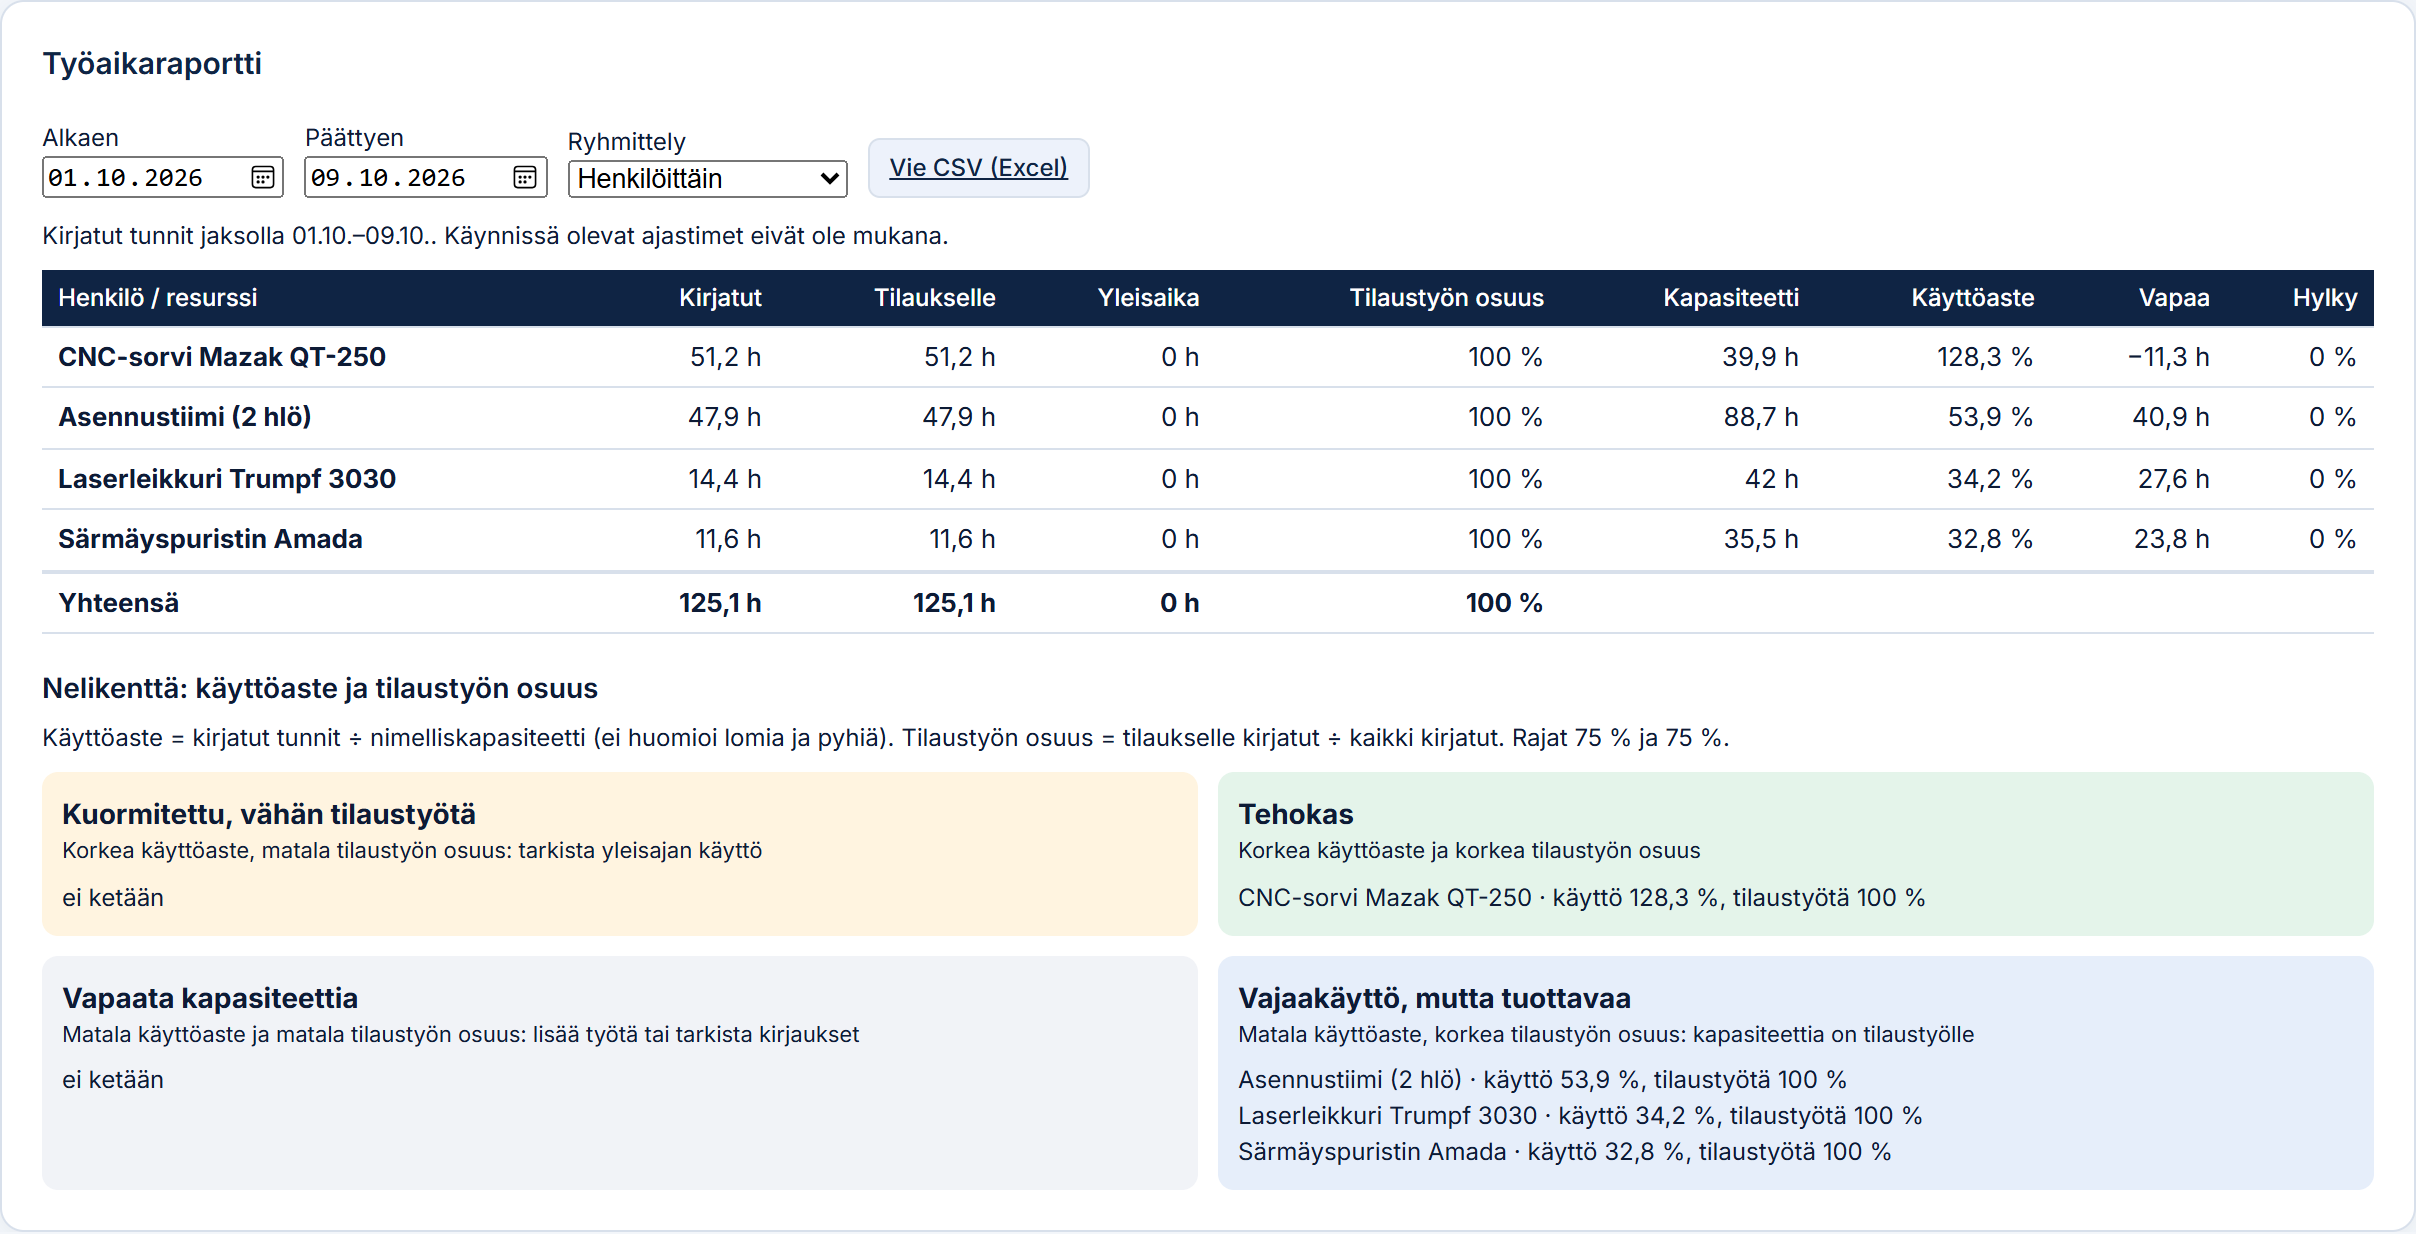 Työaikaraportti
Alkaen Päättyen Ryhmittely
01.10.2026 09.10.2026 Henkilöittäin Vie CSV (Excel)
Kirjatut tunnit jaksolla 01.10.–09.10.. Käynnissä olevat ajastimet eivät ole mukana.
Henkilö / resurssi Kirjatut Tilaukselle Yleisaika Tilaustyön osuus Kapasiteetti Käyttöaste Vapaa Hylky
CNC-sorvi Mazak QT-250 51,2 h 51,2 h 0 h 100 % 39,9 h 128,3 % −11,3 h 0 %
Asennustiimi (2 hlö) 47,9 h 47,9 h 0 h 100 % 88,7 h 53,9 % 40,9 h 0 %
Laserleikkuri Trumpf 3030 14,4 h 14,4 h 0 h 100 % 42 h 34,2 % 27,6 h 0 %
Särmäyspuristin Amada 11,6 h 11,6 h 0 h 100 % 35,5 h 32,8 % 23,8 h 0 %
Yhteensä 125,1 h 125,1 h 0 h 100 %
Nelikenttä: käyttöaste ja tilaustyön osuus
Käyttöaste = kirjatut tunnit ÷ nimelliskapasiteetti (ei huomioi lomia ja pyhiä). Tilaustyön osuus = tilaukselle kirjatut ÷ kaikki kirjatut. Rajat 75 % ja 75 %.
Kuormitettu, vähän tilaustyötä
Korkea käyttöaste, matala tilaustyön osuus: tarkista yleisajan käyttö
ei ketään
Tehokas
Korkea käyttöaste ja korkea tilaustyön osuus
CNC-sorvi Mazak QT-250 · käyttö 128,3 %, tilaustyötä 100 %
Vapaata kapasiteettia
Matala käyttöaste ja matala tilaustyön osuus: lisää työtä tai tarkista kirjaukset
ei ketään
Vajaakäyttö, mutta tuottavaa
Matala käyttöaste, korkea tilaustyön osuus: kapasiteettia on tilaustyölle
Asennustiimi (2 hlö) · käyttö 53,9 %, tilaustyötä 100 %
Laserleikkuri Trumpf 3030 · käyttö 34,2 %, tilaustyötä 100 %
Särmäyspuristin Amada · käyttö 32,8 %, tilaustyötä 100 %